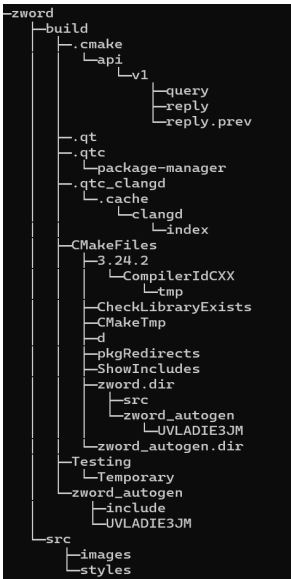 ─zword
├─build
│ ├─.cmake
│ │ └─api
│ │ └─v1
│ │ ├─query
│ │ ├─reply
│ │ └─reply.prev
│ ├─.qt
│ ├─.qtc
│ │ └─package-manager
│ ├─.qtc_clangd
│ │ └─.cache
│ │ └─clangd
│ │ └─index
│ ├─CMakeFiles
│ │ ├─3.24.2
│ │ │ └─CompilerIdCXX
│ │ │ └─tmp
│ │ ├─CheckLibraryExists
│ │ ├─CMakeTmp
│ │ ├─d
│ │ ├─pkgRedirects
│ │ ├─ShowIncludes
│ │ ├─zword.dir
│ │ │ ├─src
│ │ │ └─zword_autogen
│ │ │ └─UVLADIE3JM
│ │ └─zword_autogen.dir
│ ├─Testing
│ │ └─Temporary
│ └─zword_autogen
│ ├─include
│ └─UVLADIE3JM
└─src
├─images
└─styles